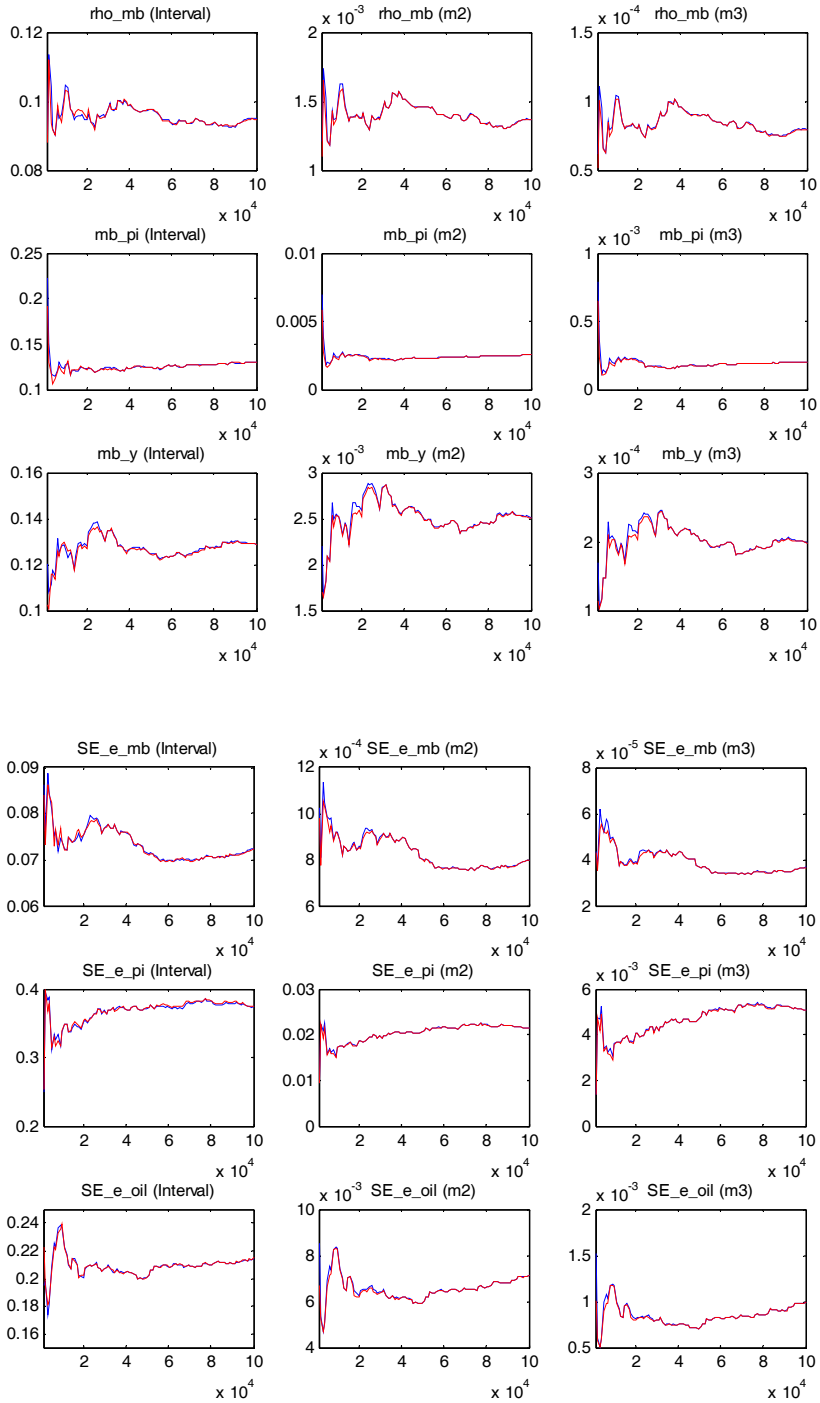 rho_mb (Interval)
0.12
0.1
0.08
2 4 6 8 10
x 10^4
rho_mb (m2)
x 10^-3
2
1.5
1
2 4 6 8 10
x 10^4
rho_mb (m3)
x 10^-4
1.5
1
0.5
2 4 6 8 10
x 10^4
mb_pi (Interval)
0.25
0.2
0.15
0.1
2 4 6 8 10
x 10^4
mb_pi (m2)
0.01
0.005
0
2 4 6 8 10
x 10^4
mb_pi (m3)
x 10^-3
1
0.5
0
2 4 6 8 10
x 10^4
mb_y (Interval)
0.16
0.14
0.12
0.1
2 4 6 8 10
x 10^4
mb_y (m2)
x 10^-3
3
2.5
2
1.5
2 4 6 8 10
x 10^4
mb_y (m3)
x 10^-4
3
2
1
2 4 6 8 10
x 10^4
SE_e_mb (Interval)
0.09
0.08
0.07
0.06
2 4 6 8 10
x 10^4
SE_e_mb (m2)
x 10^-4
12
10
8
6
2 4 6 8 10
x 10^4
SE_e_mb (m3)
x 10^-5
8
6
4
2
2 4 6 8 10
x 10^4
SE_e_pi (Interval)
0.4
0.3
0.2
2 4 6 8 10
x 10^4
SE_e_pi (m2)
0.03
0.02
0.01
0
2 4 6 8 10
x 10^4
SE_e_pi (m3)
x 10^-3
6
4
2
0
2 4 6 8 10
x 10^4
SE_e_oil (Interval)
0.24
0.22
0.2
0.18
0.16
2 4 6 8 10
x 10^4
SE_e_oil (m2)
x 10^-3
10
8
6
4
2 4 6 8 10
x 10^4
SE_e_oil (m3)
x 10^-3
2
1.5
1
0.5
2 4 6 8 10
x 10^4